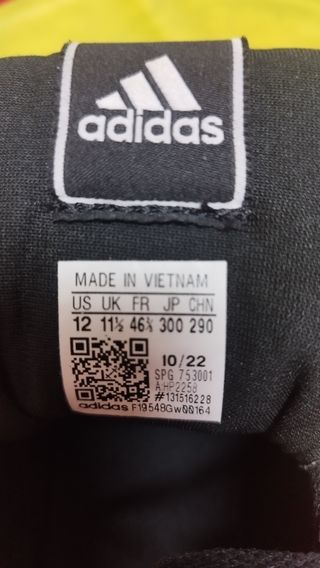 adidas
MADE IN VIETNAM
US UK FR JP CHN
12 11½ 46⅔ 300 290
10/22
SPG 753001
A:HP2258
#131516228
adidas F19548GW00164